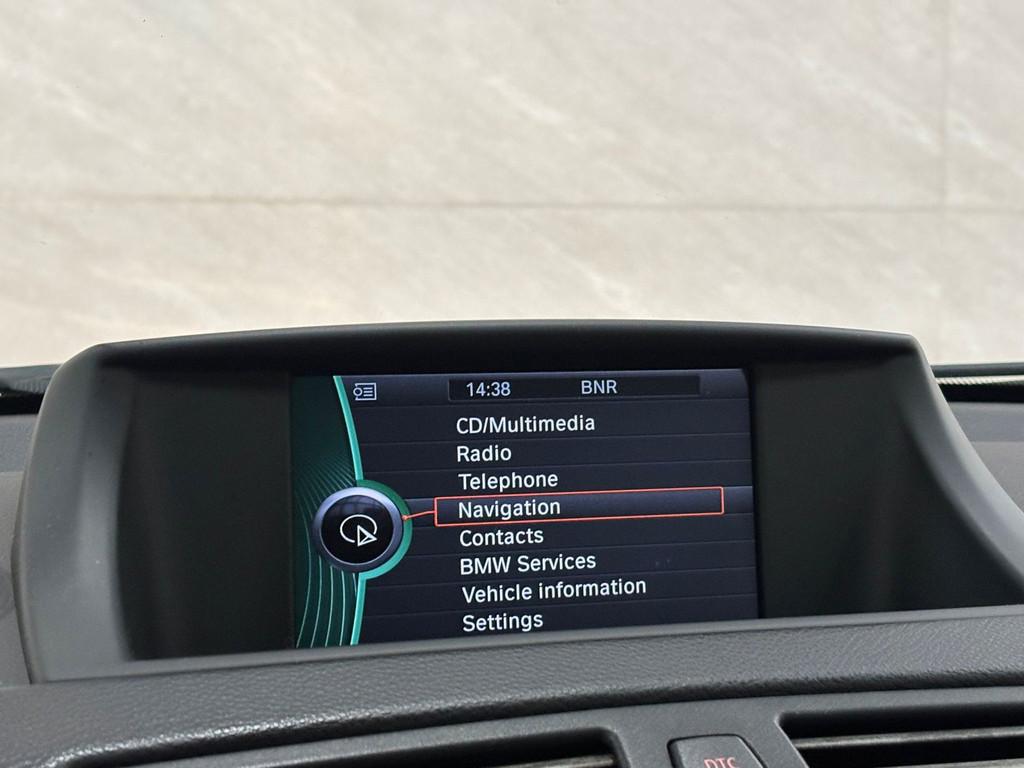 14:38 BNR
CD/Multimedia
Radio
Telephone
Navigation
Contacts
BMW Services
Vehicle information
Settings
DTC